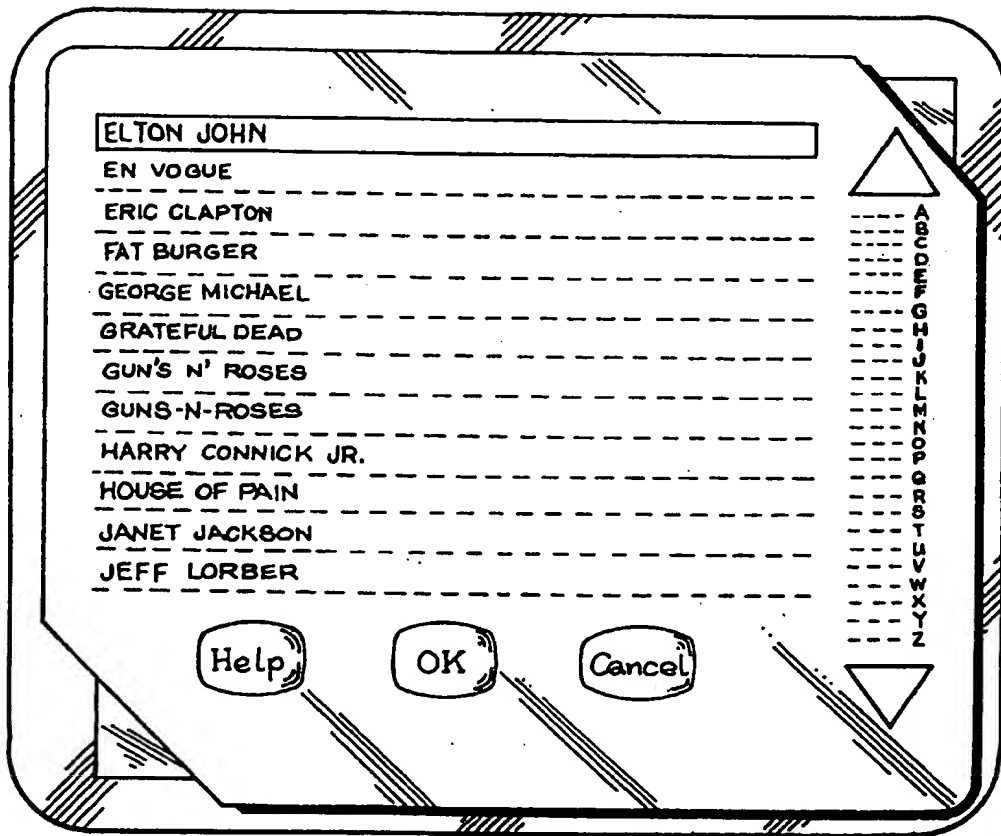 ELTON JOHN
EN VOGUE
ERIC CLAPTON
FAT BURGER
GEORGE MICHAEL
GRATEFUL DEAD
GUN'S N' ROSES
GUNS-N-ROSES
HARRY CONNICK JR.
HOUSE OF PAIN
JANET JACKSON
JEFF LORBER
A
B
C
D
E
F
G
H
I
J
K
L
M
N
O
P
Q
R
S
T
U
V
W
X
Y
Z
Help OK Cancel